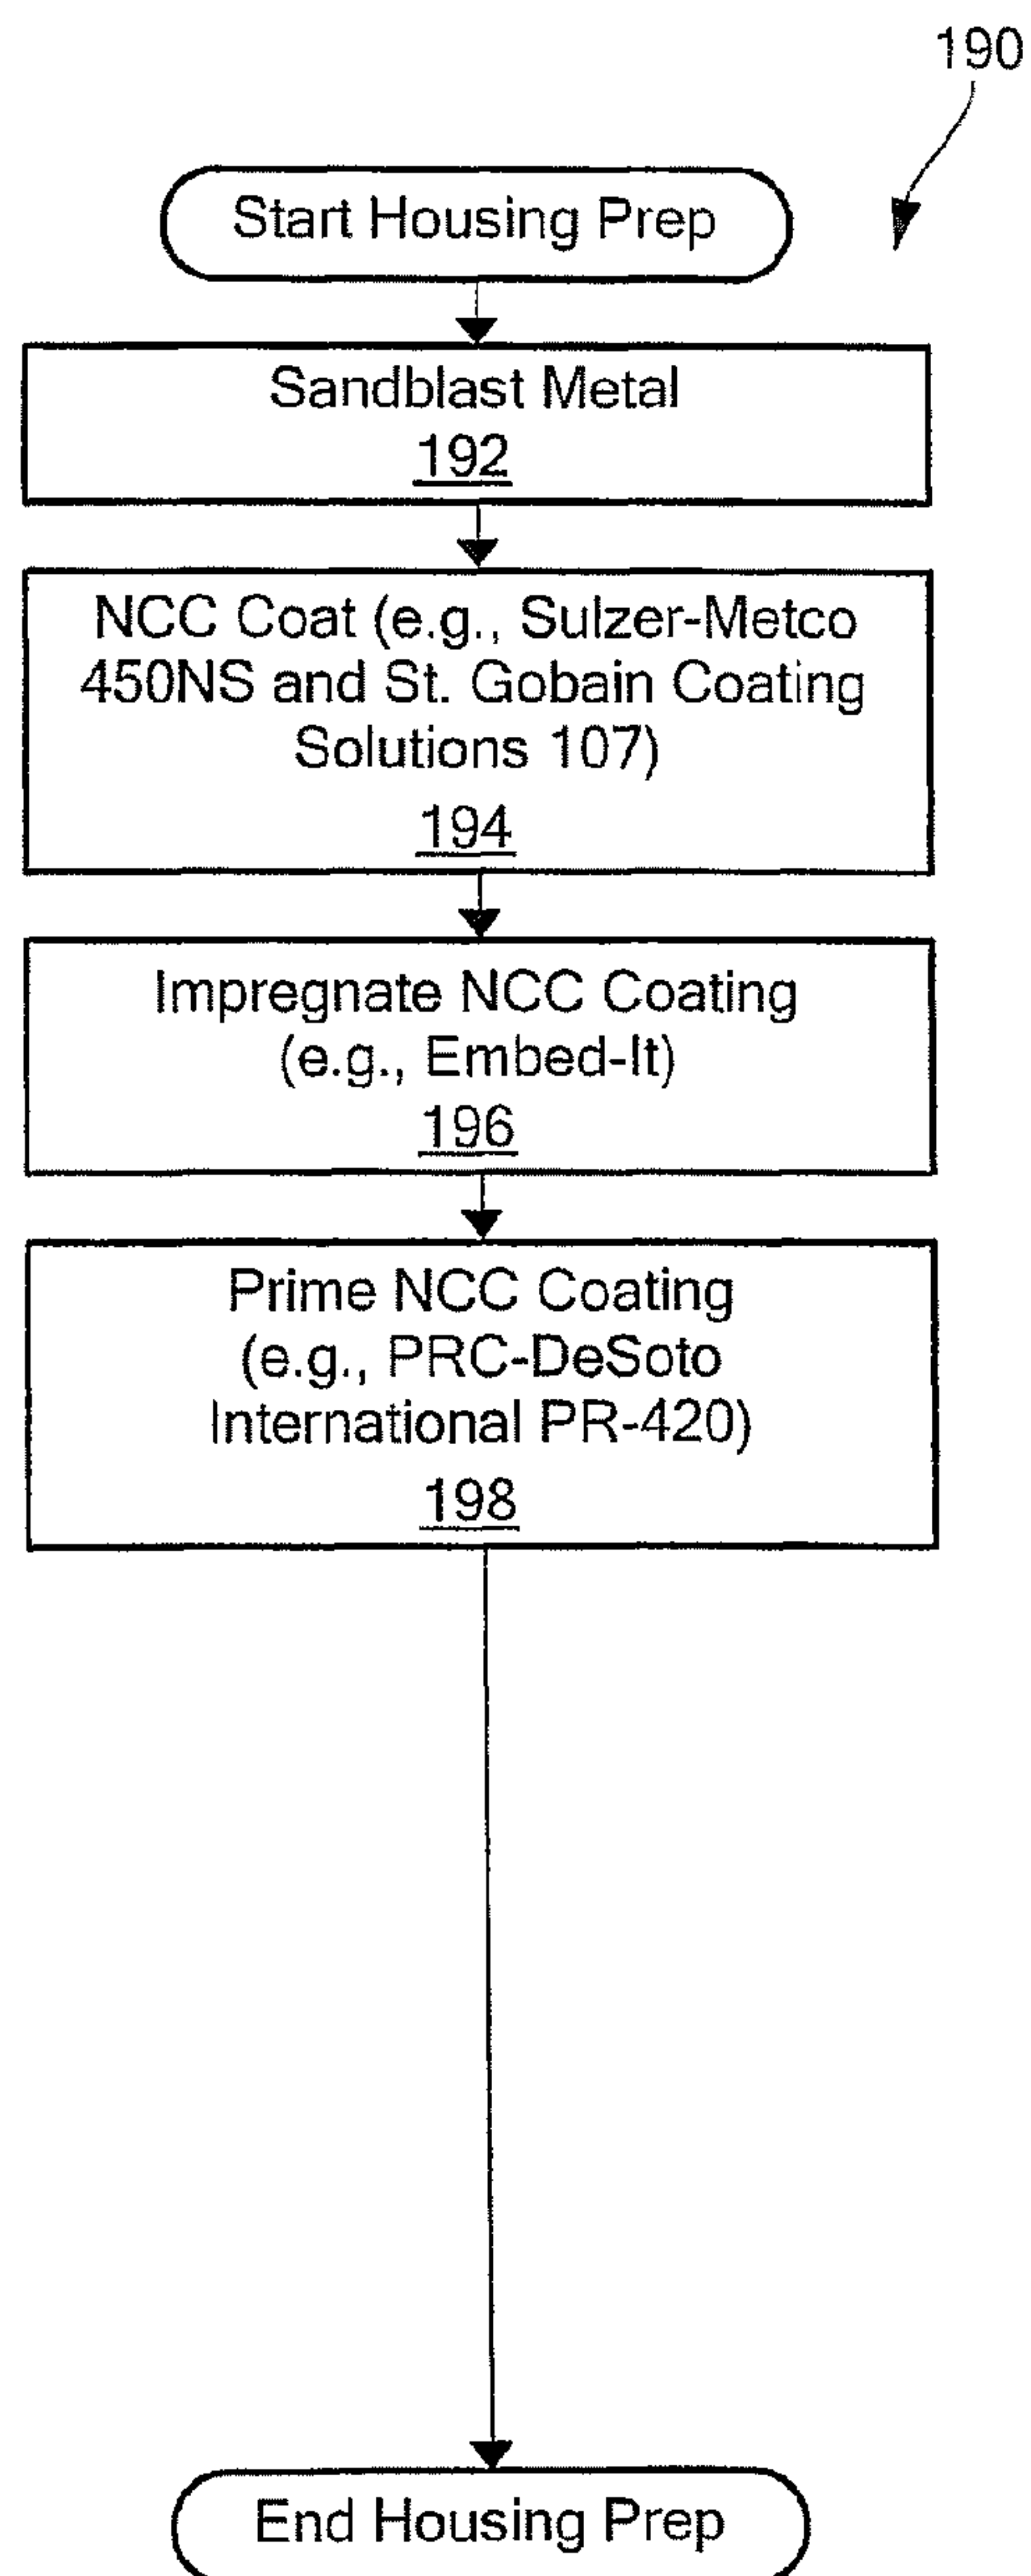 190
Start Housing Prep
Sandblast Metal
192
NCC Coat (e.g., Sulzer-Metco
450NS and St. Gobain Coating
Solutions 107)
194
Impregnate NCC Coating
(e.g., Embed-It)
196
Prime NCC Coating
(e.g., PRC-DeSoto
International PR-420)
198
End Housing Prep